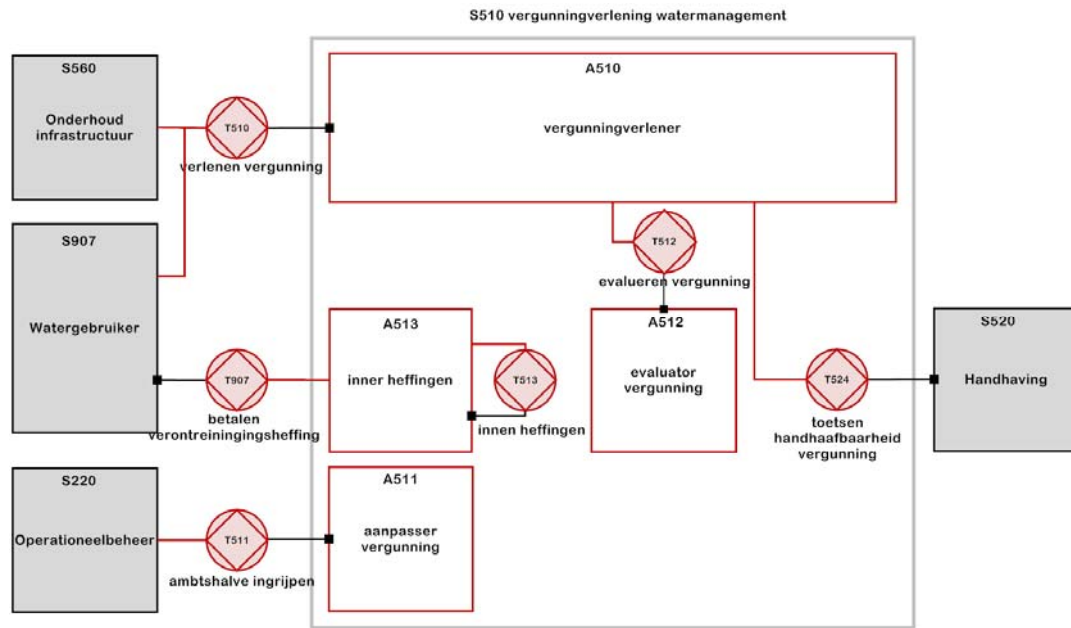 S510 vergunningverlening watermanagement
S560
Onderhoud
infrastructuur
T510
verlenen vergunning
A510
vergunningverlener
S907
Watergebruiker
T512
evalueren vergunning
A513
inner heffingen
T513
innen heffingen
A512
evaluator
vergunning
S520
Handhaving
T907
betalen
verontreiningingsheffing
T524
toetsen
handhaafbaarheid
vergunning
S220
Operationeelbeheer
T511
ambtshalve ingrijpen
A511
aanpasser
vergunning